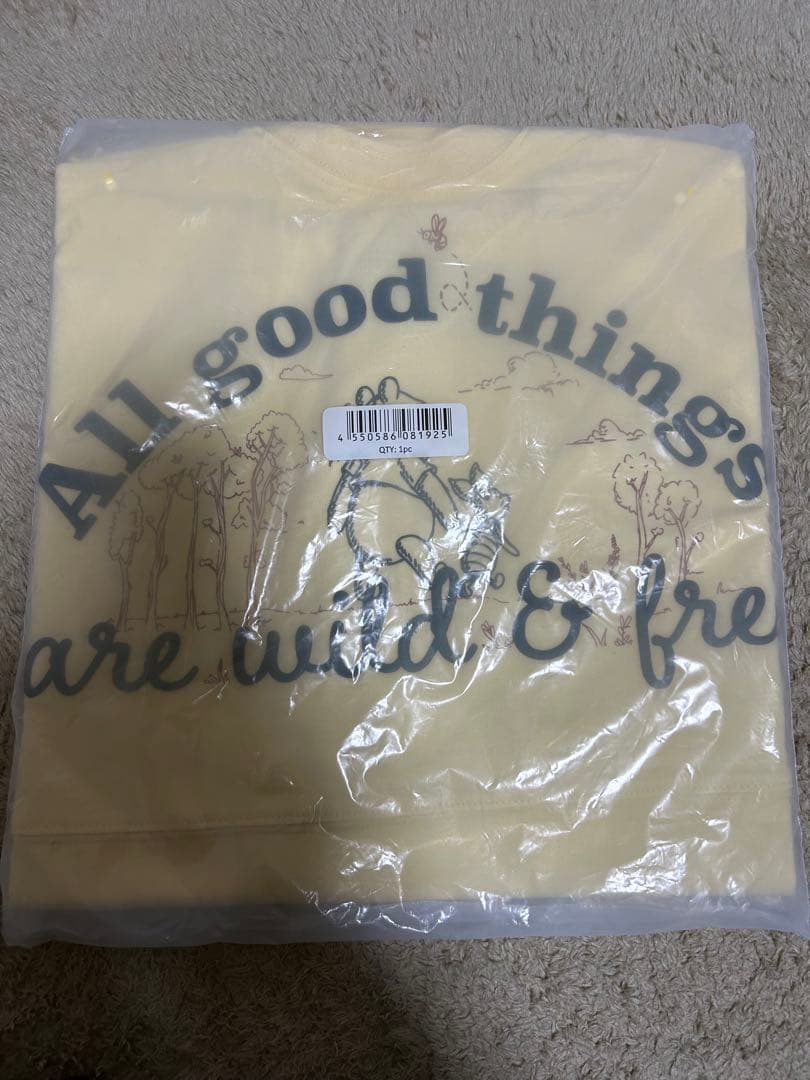 All good things
4 550586 081925
QTY: 1pc
are wild & fre